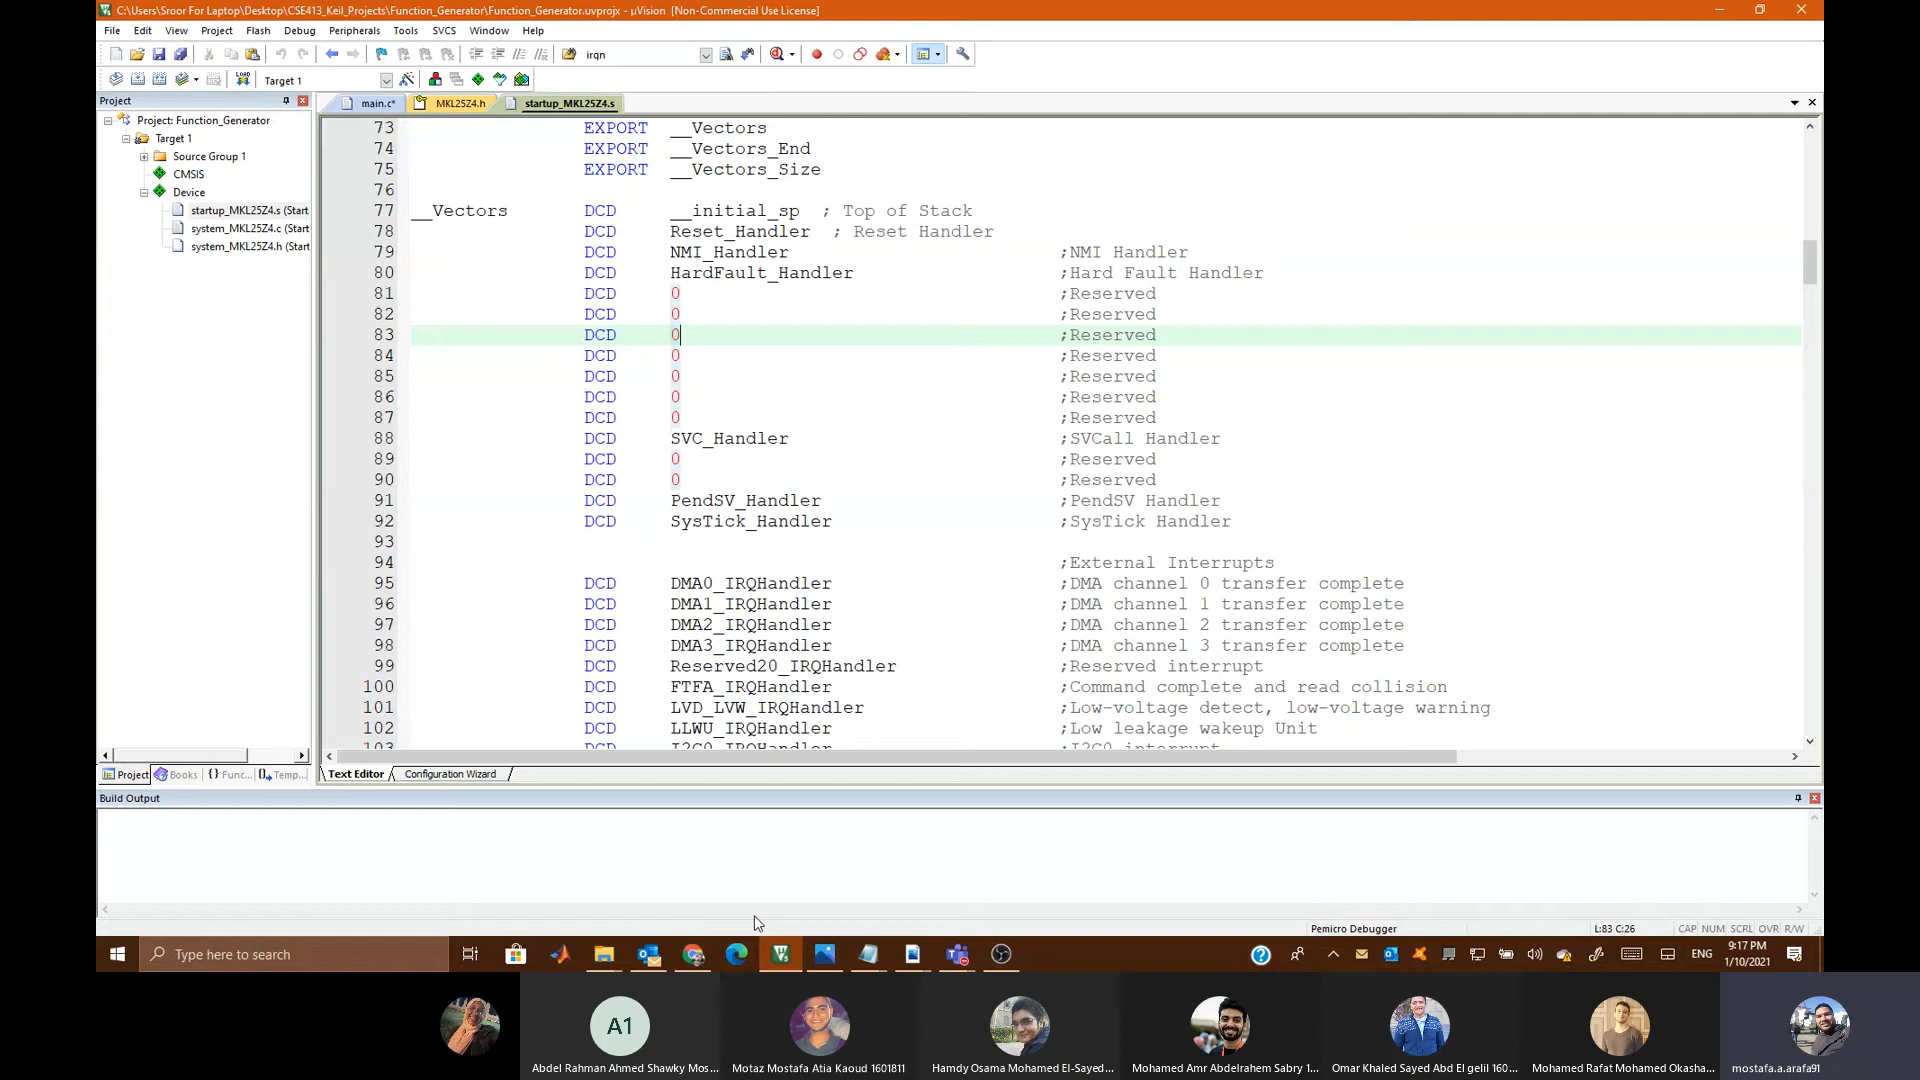 C:\Users\Sroor For Laptop\Desktop\CSE413_Keil_Projects\Function_Generator\Function_Generator.uvprojx - µVision [Non-Commercial Use License]
File Edit View Project Flash Debug Peripherals Tools SVCS Window Help
irqn
LOAD Target 1
Project
main.c* MKL25Z4.h startup_MKL25Z4.s
Project: Function_Generator
Target 1
Source Group 1
CMSIS
Device
startup_MKL25Z4.s (Start
system_MKL25Z4.c (Start
system_MKL25Z4.h (Start
73 EXPORT __Vectors
74 EXPORT __Vectors_End
75 EXPORT __Vectors_Size
76
77 __Vectors DCD __initial_sp ; Top of Stack
78 DCD Reset_Handler ; Reset Handler
79 DCD NMI_Handler ;NMI Handler
80 DCD HardFault_Handler ;Hard Fault Handler
81 DCD 0 ;Reserved
82 DCD 0 ;Reserved
83 DCD 0 ;Reserved
84 DCD 0 ;Reserved
85 DCD 0 ;Reserved
86 DCD 0 ;Reserved
87 DCD 0 ;Reserved
88 DCD SVC_Handler ;SVCall Handler
89 DCD 0 ;Reserved
90 DCD 0 ;Reserved
91 DCD PendSV_Handler ;PendSV Handler
92 DCD SysTick_Handler ;SysTick Handler
93
94 ;External Interrupts
95 DCD DMA0_IRQHandler ;DMA channel 0 transfer complete
96 DCD DMA1_IRQHandler ;DMA channel 1 transfer complete
97 DCD DMA2_IRQHandler ;DMA channel 2 transfer complete
98 DCD DMA3_IRQHandler ;DMA channel 3 transfer complete
99 DCD Reserved20_IRQHandler ;Reserved interrupt
100 DCD FTFA_IRQHandler ;Command complete and read collision
101 DCD LVD_LVW_IRQHandler ;Low-voltage detect, low-voltage warning
102 DCD LLWU_IRQHandler ;Low leakage wakeup Unit
103 DCD I2C0_IRQHandler ;I2C0 interrupt
Project Books {} Func... Temp...
Text Editor Configuration Wizard
Build Output
Pemicro Debugger L:83 C:26 CAP NUM SCRL OVR R/W
Type here to search
ENG
9:17 PM
1/10/2021
A1
Abdel Rahman Ahmed Shawky Mos...
Motaz Mostafa Atia Kaoud 1601811
Hamdy Osama Mohamed El-Sayed...
Mohamed Amr Abdelrahem Sabry 1...
Omar Khaled Sayed Abd El gelil 160...
Mohamed Rafat Mohamed Okasha...
mostafa.a.arafa91